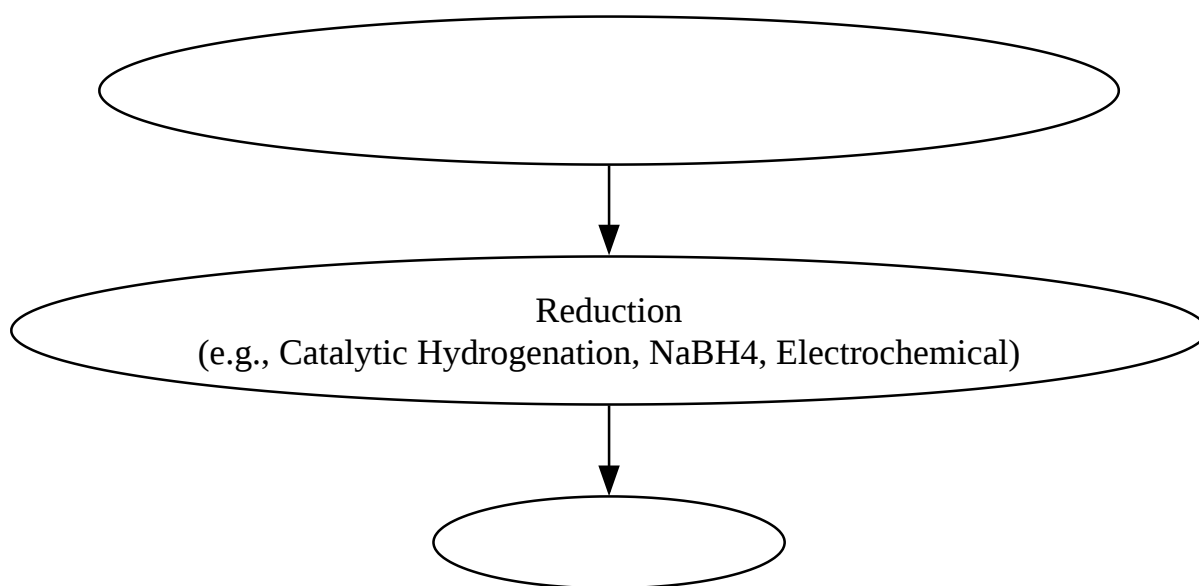 Reduction
(e.g., Catalytic Hydrogenation, NaBH4, Electrochemical)